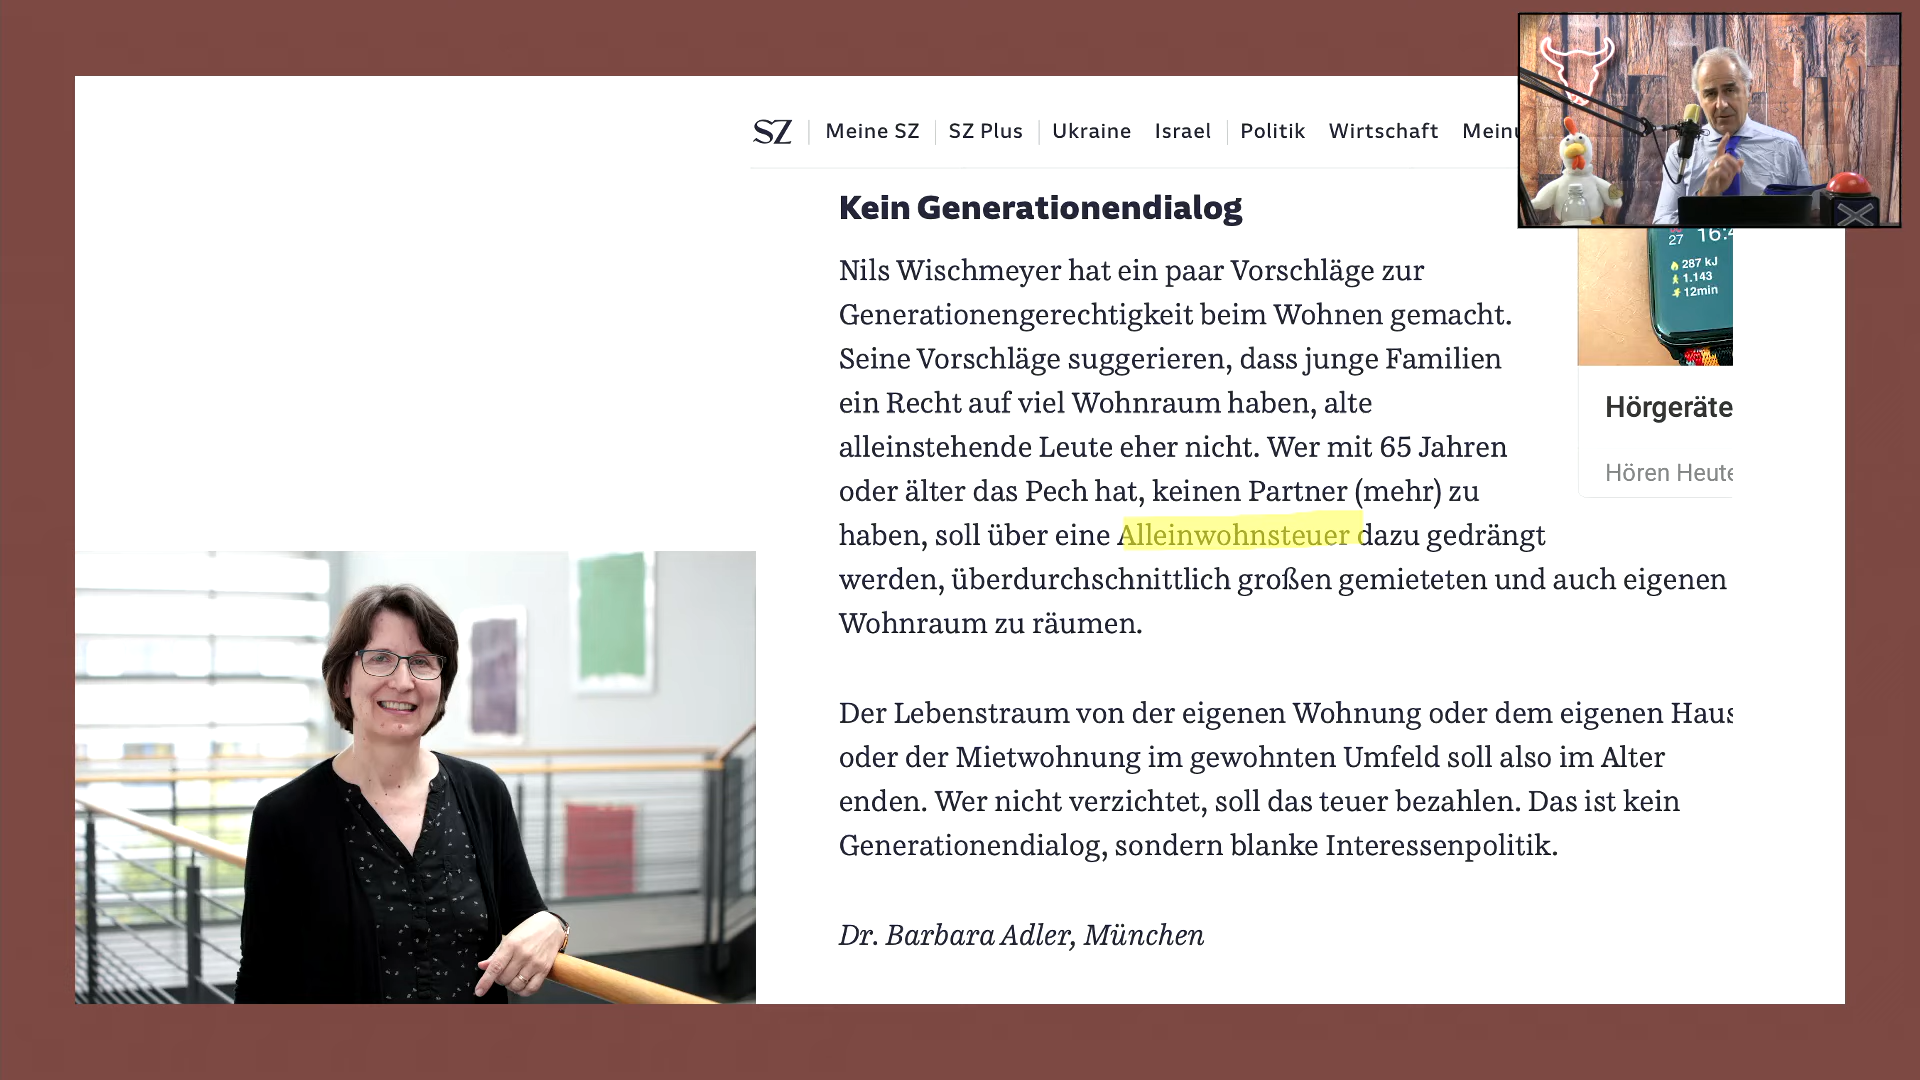 SZ Meine SZ SZ Plus Ukraine Israel Politik Wirtschaft
Kein Generationendialog
Nils Wischmeyer hat ein paar Vorschläge zur
Generationengerechtigkeit beim Wohnen gemacht.
Seine Vorschläge suggerieren, dass junge Familien
ein Recht auf viel Wohnraum haben, alte
alleinstehende Leute eher nicht. Wer mit 65 Jahren
oder älter das Pech hat, keinen Partner (mehr) zu
haben, soll über eine Alleinwohnsteuer dazu gedrängt
werden, überdurchschnittlich großen gemieteten und auch eigenen
Wohnraum zu räumen.
Der Lebenstraum von der eigenen Wohnung oder dem eigenen Haus
oder der Mietwohnung im gewohnten Umfeld soll also im Alter
enden. Wer nicht verzichtet, soll das teuer bezahlen. Das ist kein
Generationendialog, sondern blanke Interessenpolitik.
Dr. Barbara Adler, München
27
287 kJ
1.143
12min
Hörgeräte
Hören Heute